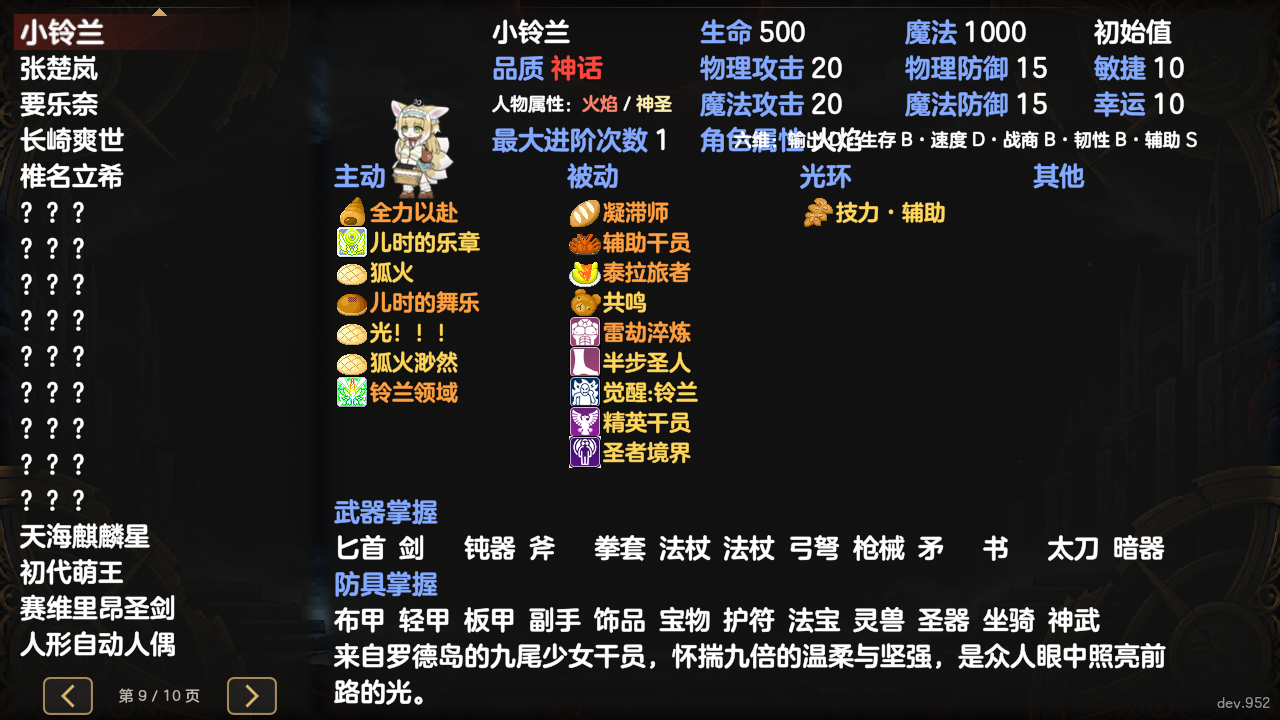 小铃兰
张楚岚
要乐奈
长崎爽世
椎名立希
？？？
？？？
？？？
？？？
？？？
？？？
？？？
？？？
？？？
天海麒麟星
初代萌王
赛维里昂圣剑
人形自动人偶
第 9 / 10 页
小铃兰 生命 500 魔法 1000 初始值
品质 神话 物理攻击 20 物理防御 15 敏捷 10
人物属性：火焰 / 神圣 魔法攻击 20 魔法防御 15 幸运 10
最大进阶次数 1 角色属性 火焰
六维：输出 生存 B · 速度 D · 战商 B · 韧性 B · 辅助 S
主动
全力以赴
儿时的乐章
狐火
儿时的舞乐
光！！！
狐火渺然
铃兰领域
被动
凝滞师
辅助干员
泰拉旅者
共鸣
雷劫淬炼
半步圣人
觉醒:铃兰
精英干员
圣者境界
光环
技力·辅助
其他
武器掌握
匕首 剑 钝器 斧 拳套 法杖 法杖 弓弩 枪械 矛 书 太刀 暗器
防具掌握
布甲 轻甲 板甲 副手 饰品 宝物 护符 法宝 灵兽 圣器 坐骑 神武
来自罗德岛的九尾少女干员，怀揣九倍的温柔与坚强，是众人眼中照亮前
路的光。
dev.952